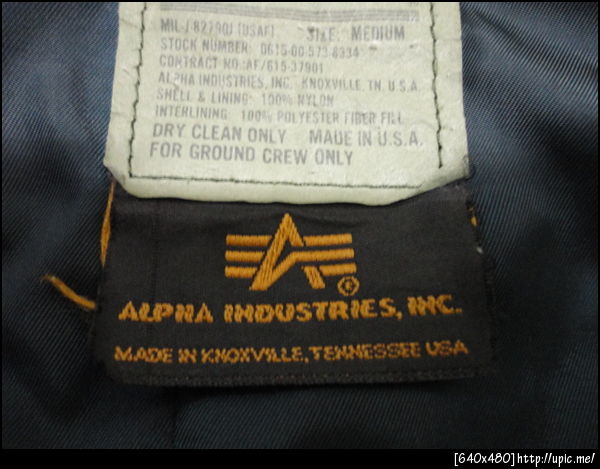 MIL-J 8279DJ (USAF) SIZE: MEDIUM
STOCK NUMBER: 0615-00-573-8334
CONTRACT NO: AF/615-37901
ALPHA INDUSTRIES, INC. KNOXVILLE, TN. U.S.A.
SHELL & LINING: 100% NYLON
INTERLINING: 100% POLYESTER FIBER FILL
DRY CLEAN ONLY MADE IN U.S.A.
FOR GROUND CREW ONLY
®
ALPHA INDUSTRIES, INC.
MADE IN KNOXVILLE, TENNESSEE USA
[640x480]http://upic.me/